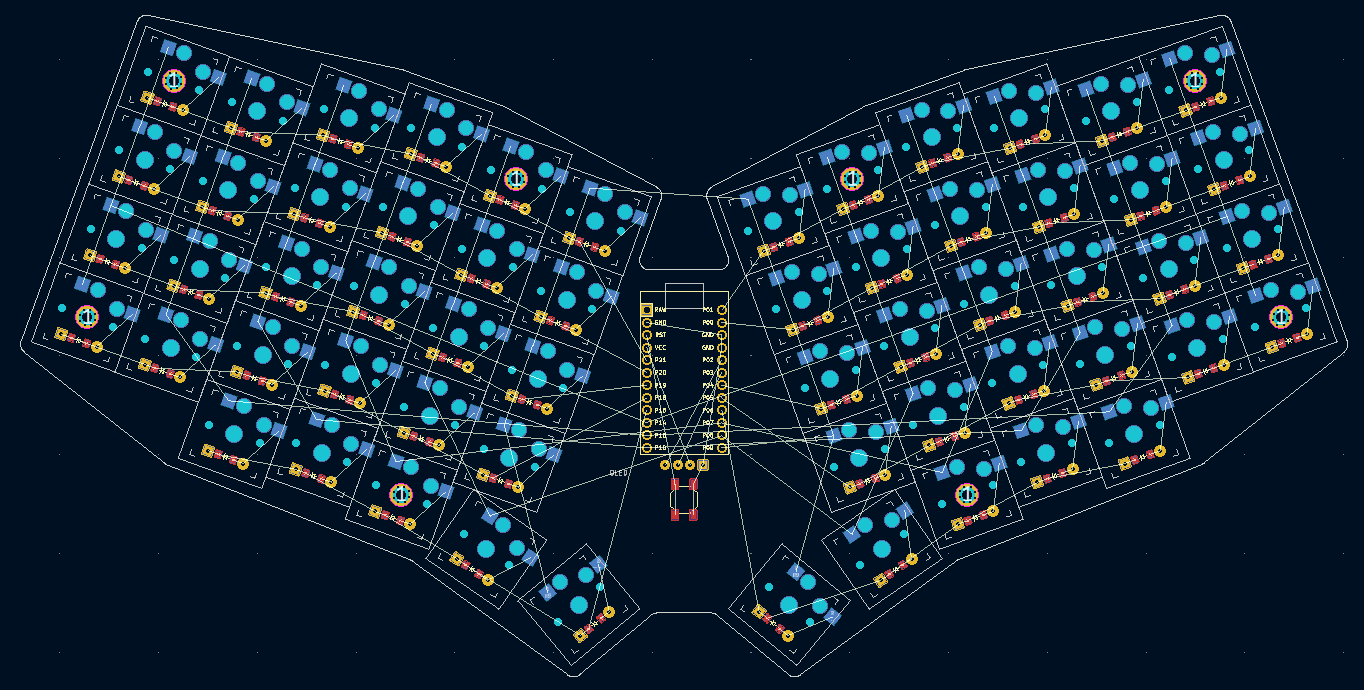 RAW P01
GND P00
RST GND
VCC GND
P21 P02
P20 P03
P19 P04
P18 P05
P15 P06
P14 P07
P16 P08
P10
OLED